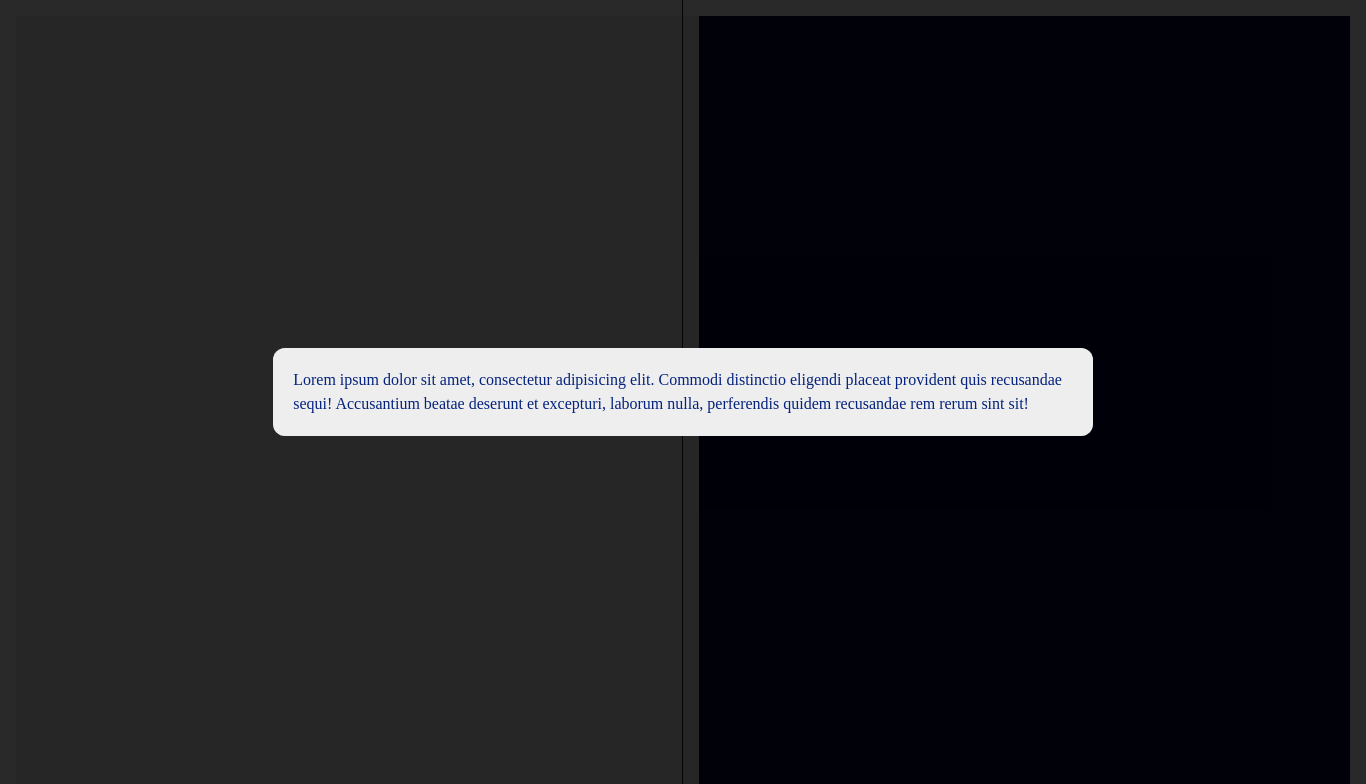 Lorem ipsum dolor sit amet, consectetur adipisicing elit. Commodi distinctio eligendi placeat provident quis recusandae
sequi! Accusantium beatae deserunt et excepturi, laborum nulla, perferendis quidem recusandae rem rerum sint sit!